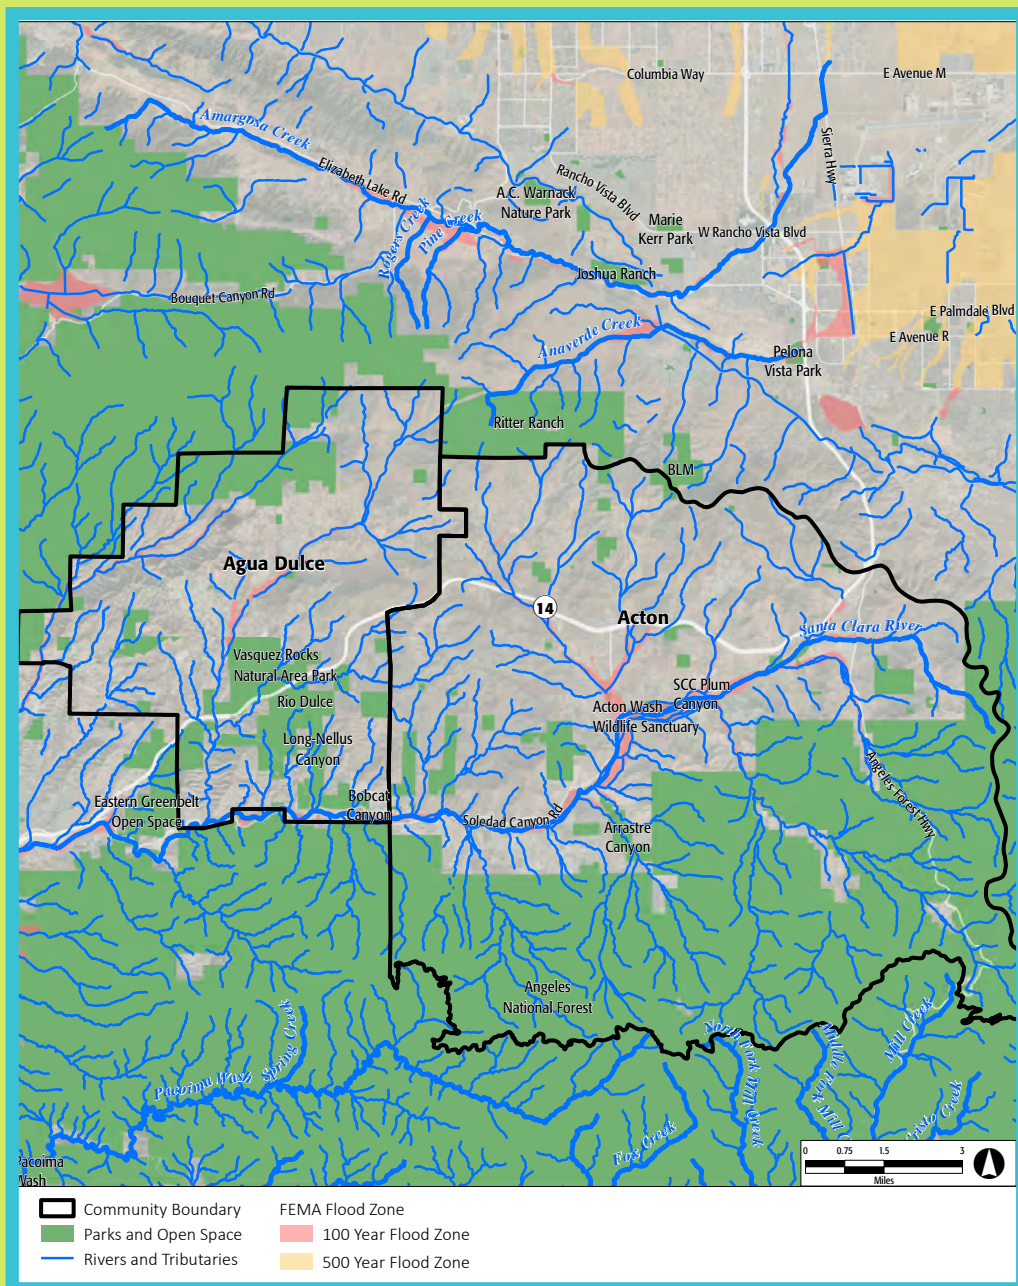 Columbia Way
E Avenue M
Amargosa Creek
Sierra Hwy
Elizabeth Lake Rd
Rancho Vista Blvd
A.C. Warnack
Nature Park
Rogers Creek
Pine Creek
Marie
Kerr Park
W Rancho Vista Blvd
Joshua Ranch
Bouquet Canyon Rd
E Palmdale Blvd
Anaverde Creek
E Avenue R
Pelona
Vista Park
Ritter Ranch
BLM
Agua Dulce
14
Acton
Santa Clara River
Vasquez Rocks
Natural Area Park
SCC Plum
Canyon
Rio Dulce
Acton Wash
Wildlife Sanctuary
Long-Nellus
Canyon
Angeles Forest Hwy
Eastern Greenbelt
Open Space
Bobcat
Canyon
Soledad Canyon Rd
Arrastre
Canyon
Angeles
National Forest
Spring Creek
Pacoima Wash
North Fork Mill Creek
Middle Fork Mill C
Mill Creek
Fox Creek
risto Creek
Pacoima
Wash
0 0.75 1.5 3
Miles
Community Boundary
Parks and Open Space
Rivers and Tributaries
FEMA Flood Zone
100 Year Flood Zone
500 Year Flood Zone